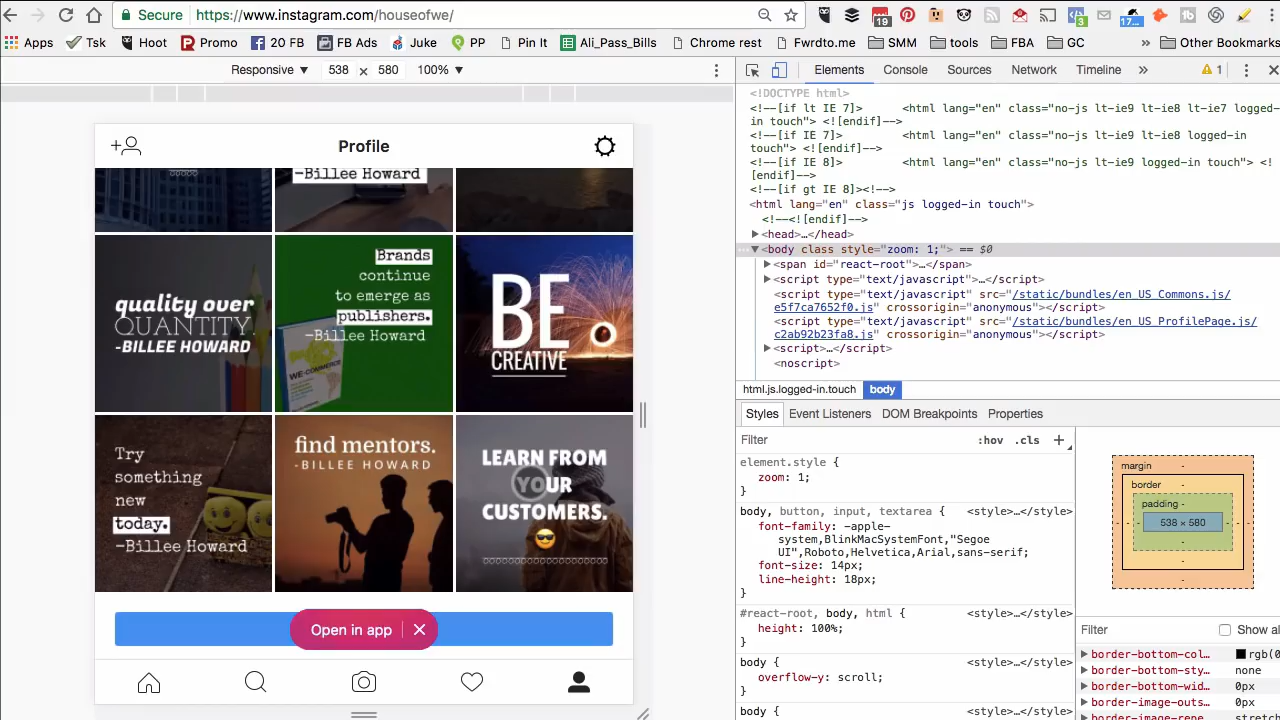 Secure https://www.instagram.com/houseofwe/
19 3 17...
Apps Tsk Hoot Promo 20 FB FB Ads Juke PP Pin It Ali_Pass_Bills Chrome rest Fwrdto.me SMM tools FBA GC » Other Bookmarks
Responsive ▼ 538 × 580 100% ▼
Elements Console Sources Network Timeline » 1
Profile
-Billee Howard
quality over
QUANTITY
-BILLEE HOWARD
Brands
continue
to emerge as
publishers.
-Billee Howard
WE-COMMERCE
BE
CREATIVE
Try
something
new
today.
-Billee Howard
find mentors.
-BILLEE HOWARD
LEARN FROM
YOUR
CUSTOMERS.
Open in app
<!DOCTYPE html>
<!--[if lt IE 7]> <html lang="en" class="no-js lt-ie9 lt-ie8 lt-ie7 logged-
in touch"> <![endif]-->
<!--[if IE 7]> <html lang="en" class="no-js lt-ie9 lt-ie8 logged-in
touch"> <![endif]-->
<!--[if IE 8]> <html lang="en" class="no-js lt-ie9 logged-in touch"> <!
[endif]-->
<!--[if gt IE 8]><!-->
<html lang="en" class="js logged-in touch">
<!--<![endif]-->
<head>…</head>
<body class style="zoom: 1;"> == $0
<span id="react-root">…</span>
<script type="text/javascript">…</script>
<script type="text/javascript" src="/static/bundles/en_US_Commons.js/
e5f7ca7652f0.js" crossorigin="anonymous"></script>
<script type="text/javascript" src="/static/bundles/en_US_ProfilePage.js/
c2ab92b23fa8.js" crossorigin="anonymous"></script>
<script>…</script>
<noscript>
html.js.logged-in.touch body
Styles Event Listeners DOM Breakpoints Properties
Filter :hov .cls +
element.style {
zoom: 1;
}
body, button, input, textarea { <style>…</style>
font-family: -apple-
system,BlinkMacSystemFont,"Segoe
UI",Roboto,Helvetica,Arial,sans-serif;
font-size: 14px;
line-height: 18px;
}
#react-root, body, html { <style>…</style>
height: 100%;
}
body { <style>…</style>
overflow-y: scroll;
}
body { <style>…</style>
margin -
border -
padding -
538 × 580
Filter Show al
border-bottom-col… rgb(0
border-bottom-sty… none
border-bottom-wid… 0px
border-image-outs… 0px
border-image-repe… stretch